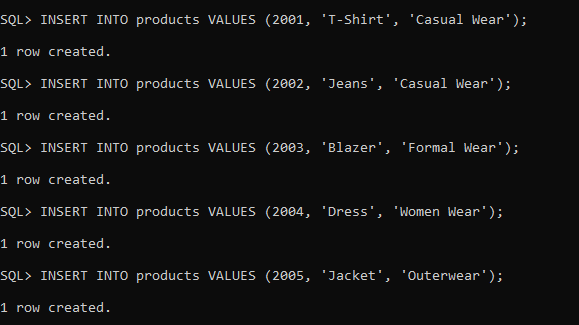 SQL> INSERT INTO products VALUES (2001, 'T-Shirt', 'Casual Wear');
1 row created.
SQL> INSERT INTO products VALUES (2002, 'Jeans', 'Casual Wear');
1 row created.
SQL> INSERT INTO products VALUES (2003, 'Blazer', 'Formal Wear');
1 row created.
SQL> INSERT INTO products VALUES (2004, 'Dress', 'Women Wear');
1 row created.
SQL> INSERT INTO products VALUES (2005, 'Jacket', 'Outerwear');
1 row created.